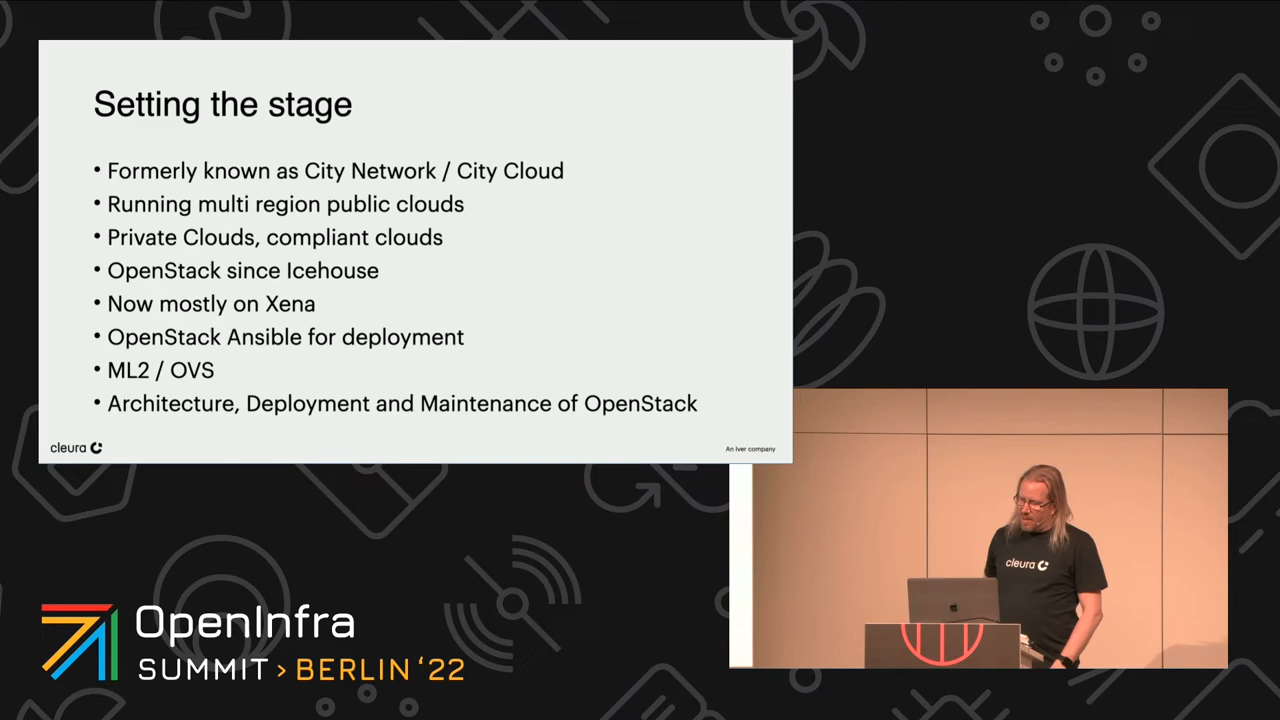 Setting the stage
• Formerly known as City Network / City Cloud
• Running multi region public clouds
• Private Clouds, compliant clouds
• OpenStack since Icehouse
• Now mostly on Xena
• OpenStack Ansible for deployment
• ML2 / OVS
• Architecture, Deployment and Maintenance of OpenStack
cleura
An Iver company
cleura
OpenInfra
SUMMIT > BERLIN ‘22